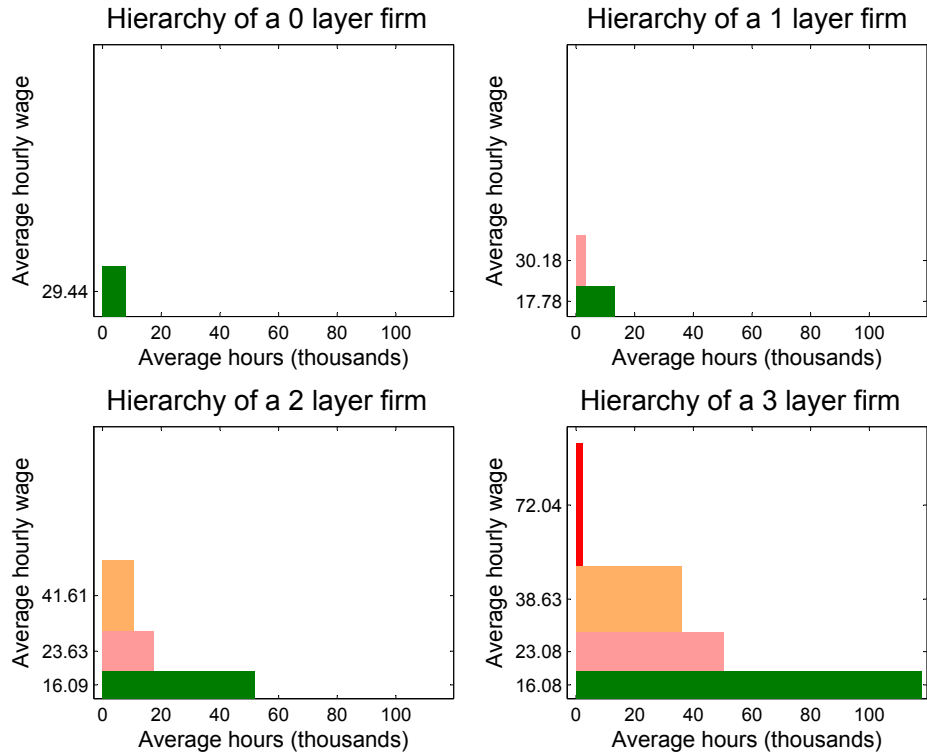 Hierarchy of a 0 layer firm
Average hourly wage
29.44
0 20 40 60 80 100
Average hours (thousands)
Hierarchy of a 1 layer firm
Average hourly wage
30.18
17.78
0 20 40 60 80 100
Average hours (thousands)
Hierarchy of a 2 layer firm
Average hourly wage
41.61
23.63
16.09
0 20 40 60 80 100
Average hours (thousands)
Hierarchy of a 3 layer firm
Average hourly wage
72.04
38.63
23.08
16.08
0 20 40 60 80 100
Average hours (thousands)